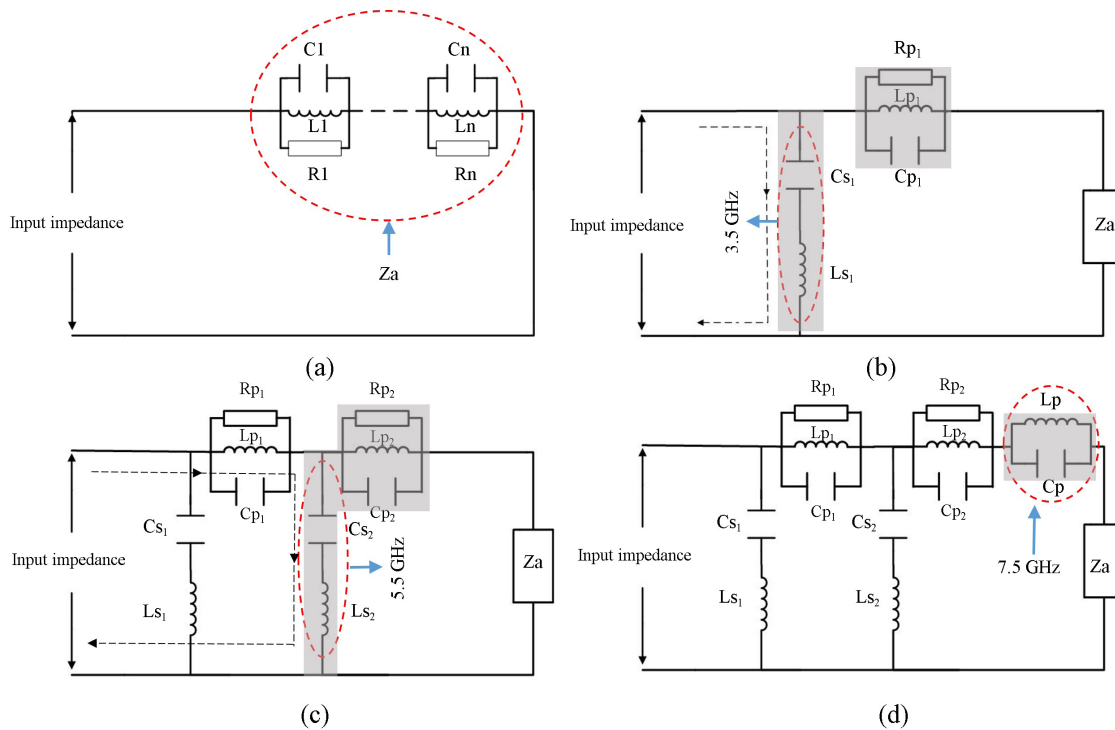 C1
Cn
L1
Ln
R1
Rn
Input impedance
Za
(a)
Rp₁
Lp₁
Cp₁
Cs₁
3.5 GHz
Ls₁
Input impedance
Za
(b)
Rp₁
Rp₂
Lp₁
Lp₂
Cp₁
Cp₂
Cs₁
Cs₂
Input impedance
5.5 GHz
Za
Ls₁
Ls₂
(c)
Rp₁
Rp₂
Lp
Lp₁
Lp₂
Cp
Cp₁
Cp₂
Cs₁
Cs₂
Input impedance
7.5 GHz
Za
Ls₁
Ls₂
(d)